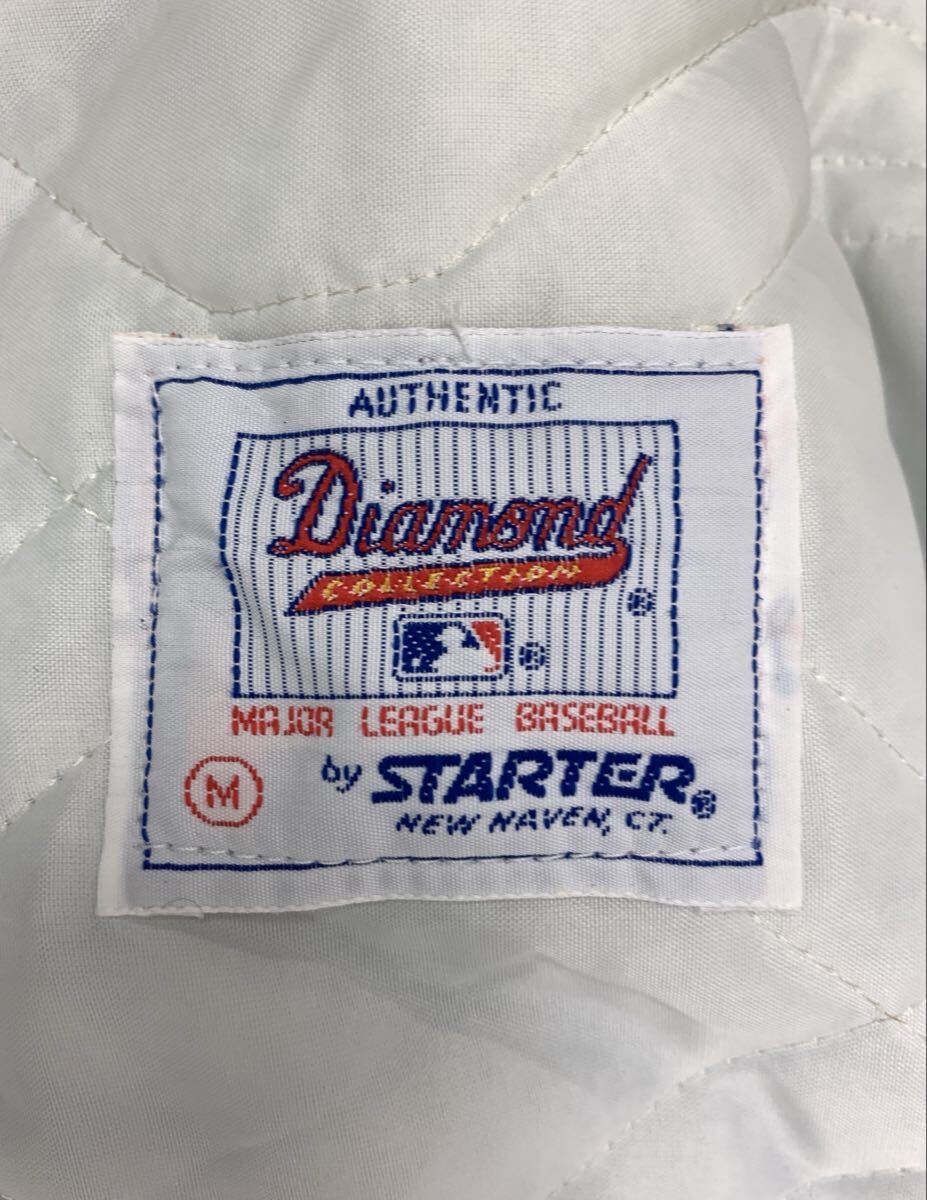 AUTHENTIC
Diamond
COLLECTION
®
®
MAJOR LEAGUE BASEBALL
M
by STARTER®
NEW HAVEN, CT.